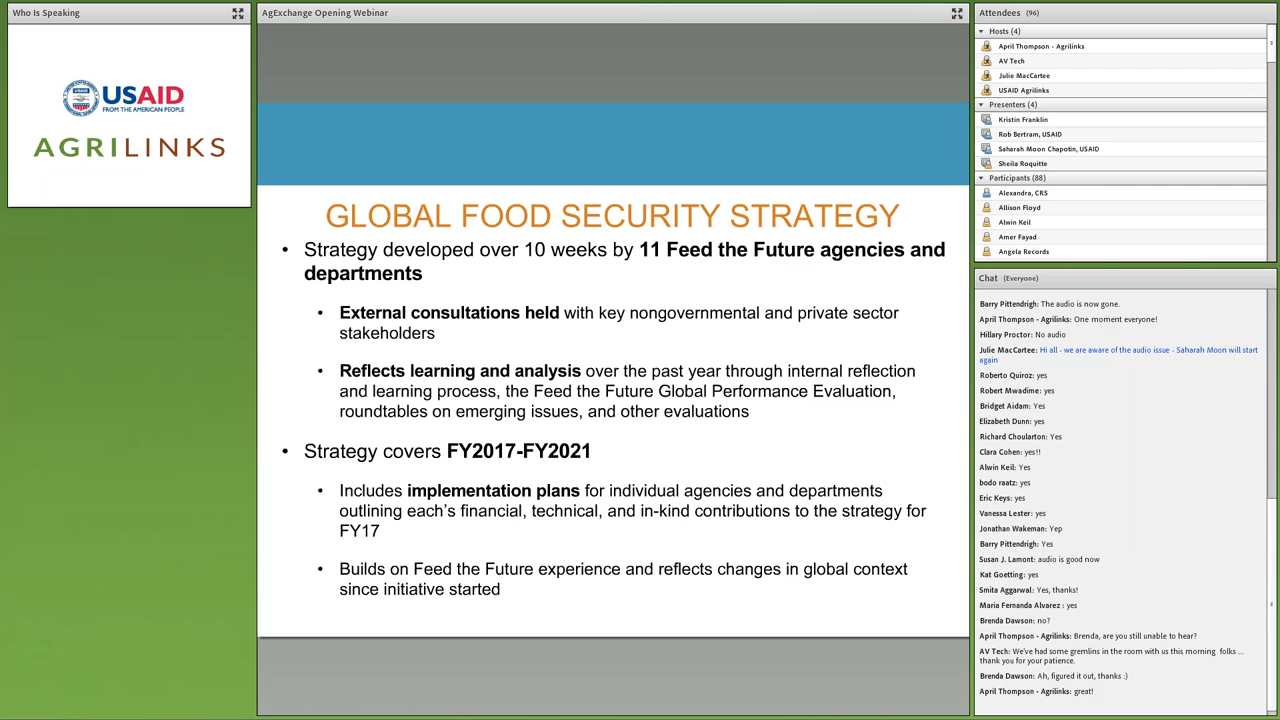 Who Is Speaking
USAID
FROM THE AMERICAN PEOPLE
AGRILINKS
AgExchange Opening Webinar
GLOBAL FOOD SECURITY STRATEGY
• Strategy developed over 10 weeks by 11 Feed the Future agencies and
departments
• External consultations held with key nongovernmental and private sector
stakeholders
• Reflects learning and analysis over the past year through internal reflection
and learning process, the Feed the Future Global Performance Evaluation,
roundtables on emerging issues, and other evaluations
• Strategy covers FY2017-FY2021
• Includes implementation plans for individual agencies and departments
outlining each’s financial, technical, and in-kind contributions to the strategy for
FY17
• Builds on Feed the Future experience and reflects changes in global context
since initiative started
Attendees (96)
Hosts (4)
April Thompson - Agrilinks
AV Tech
Julie MacCartee
USAID Agrilinks
Presenters (4)
Kristin Franklin
Rob Bertram, USAID
Saharah Moon Chapotin, USAID
Sheila Roquitte
Participants (88)
Alexandra, CRS
Allison Floyd
Alwin Keil
Amer Fayad
Angela Records
Chat (Everyone)
Barry Pittendrigh: The audio is now gone.
April Thompson - Agrilinks: One moment everyone!
Hillary Proctor: No audio
Julie MacCartee: Hi all - we are aware of the audio issue - Saharah Moon will start
again
Roberto Quiroz: yes
Robert Mwadime: yes
Bridget Aidam: Yes
Elizabeth Dunn: yes
Richard Choularton: Yes
Clara Cohen: yes!!
Alwin Keil: Yes
bodo raatz: yes
Eric Keys: yes
Vanessa Lester: yes
Jonathan Wakeman: Yep
Barry Pittendrigh: Yes
Susan J. Lamont: audio is good now
Kat Goetting: yes
Smita Aggarwal: Yes, thanks!
Maria Fernanda Alvarez : yes
Brenda Dawson: no?
April Thompson - Agrilinks: Brenda, are you still unable to hear?
AV Tech: We've had some gremlins in the room with us this morning folks ...
thank you for your patience.
Brenda Dawson: Ah, figured it out, thanks :)
April Thompson - Agrilinks: great!